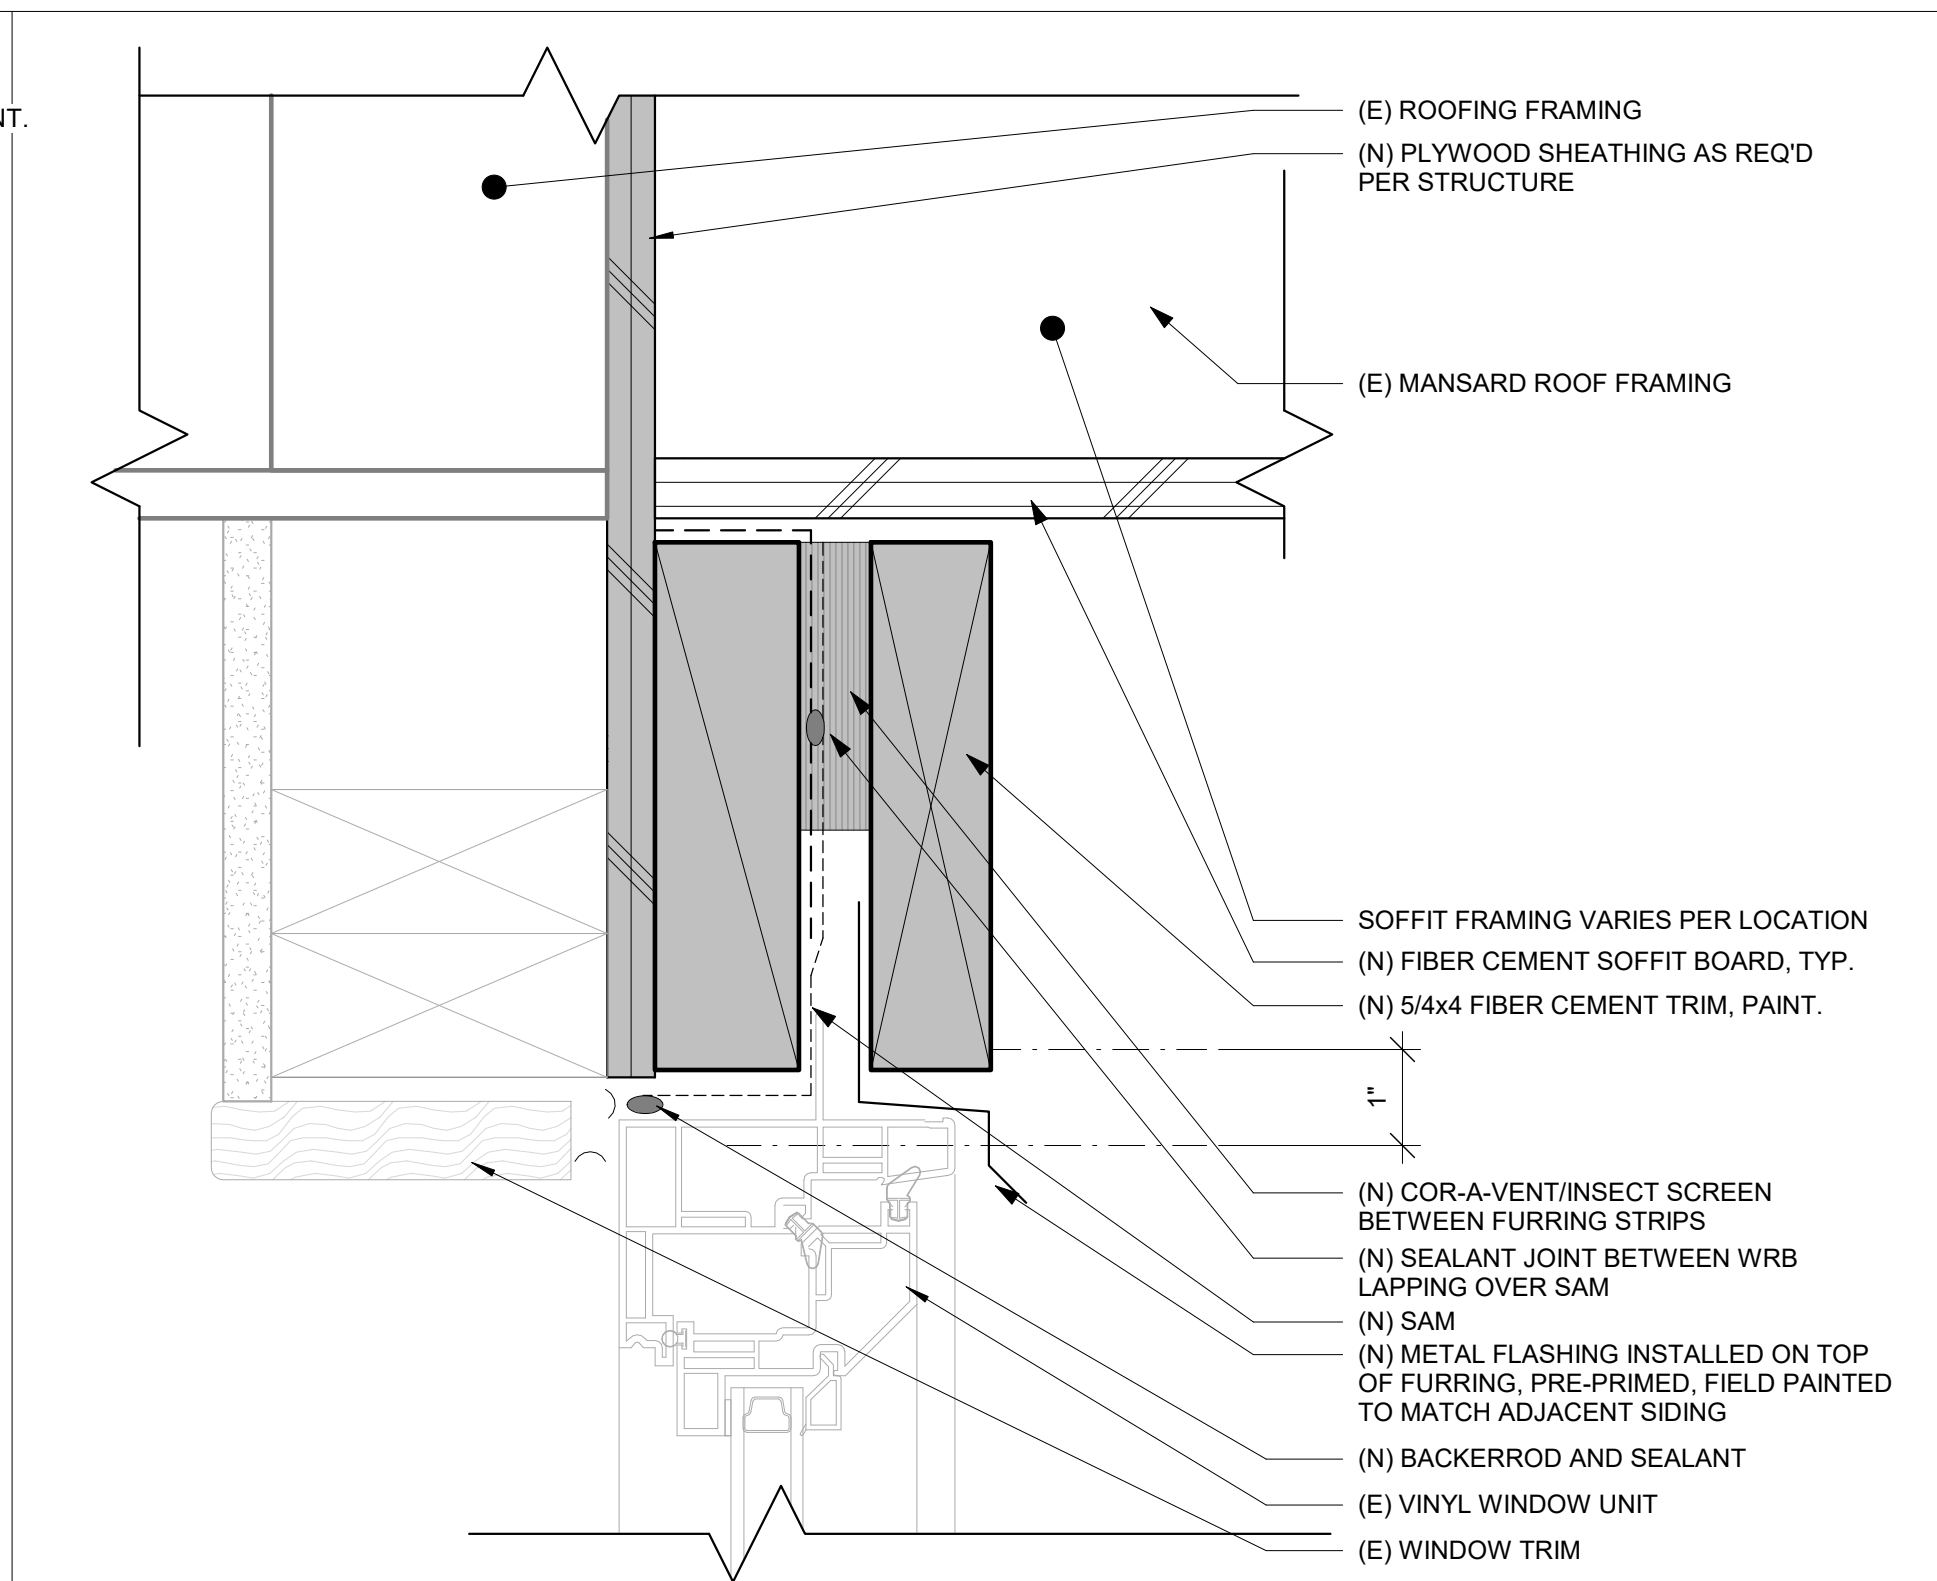 NT.
(E) ROOFING FRAMING
(N) PLYWOOD SHEATHING AS REQ'D
PER STRUCTURE
(E) MANSARD ROOF FRAMING
SOFFIT FRAMING VARIES PER LOCATION
(N) FIBER CEMENT SOFFIT BOARD, TYP.
(N) 5/4x4 FIBER CEMENT TRIM, PAINT.
1"
(N) COR-A-VENT/INSECT SCREEN
BETWEEN FURRING STRIPS
(N) SEALANT JOINT BETWEEN WRB
LAPPING OVER SAM
(N) SAM
(N) METAL FLASHING INSTALLED ON TOP
OF FURRING, PRE-PRIMED, FIELD PAINTED
TO MATCH ADJACENT SIDING
(N) BACKERROD AND SEALANT
(E) VINYL WINDOW UNIT
(E) WINDOW TRIM